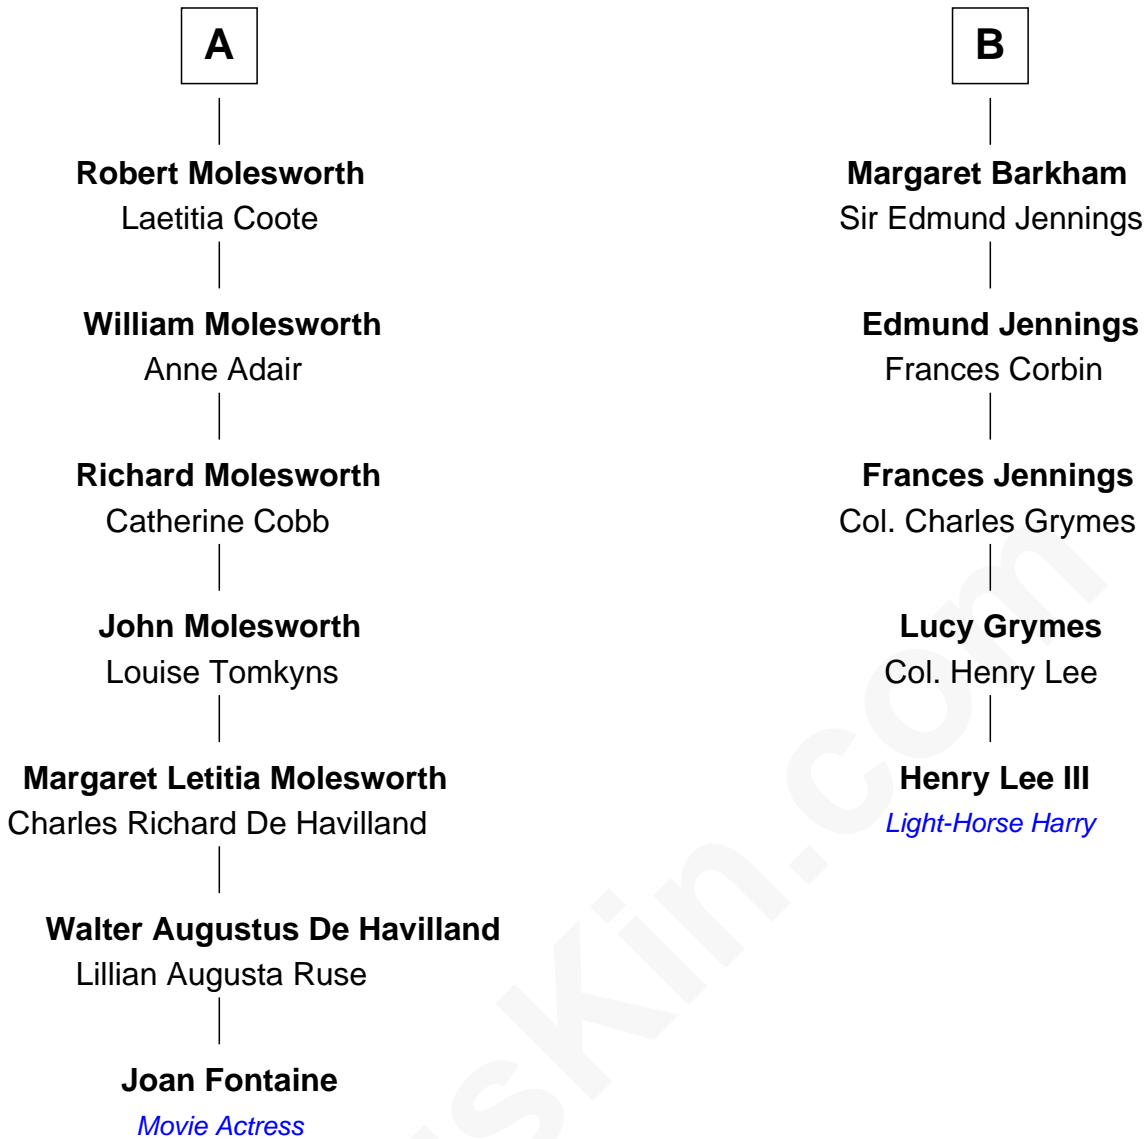 A
Robert Molesworth
Laetitia Coote
William Molesworth
Anne Adair
Richard Molesworth
Catherine Cobb
John Molesworth
Louise Tomkyns
Margaret Letitia Molesworth
Charles Richard De Havilland
Walter Augustus De Havilland
Lillian Augusta Ruse
Joan Fontaine
Movie Actress
B
Margaret Barkham
Sir Edmund Jennings
Edmund Jennings
Frances Corbin
Frances Jennings
Col. Charles Grymes
Lucy Grymes
Col. Henry Lee
Henry Lee III
Light-Horse Harry
usKin.com